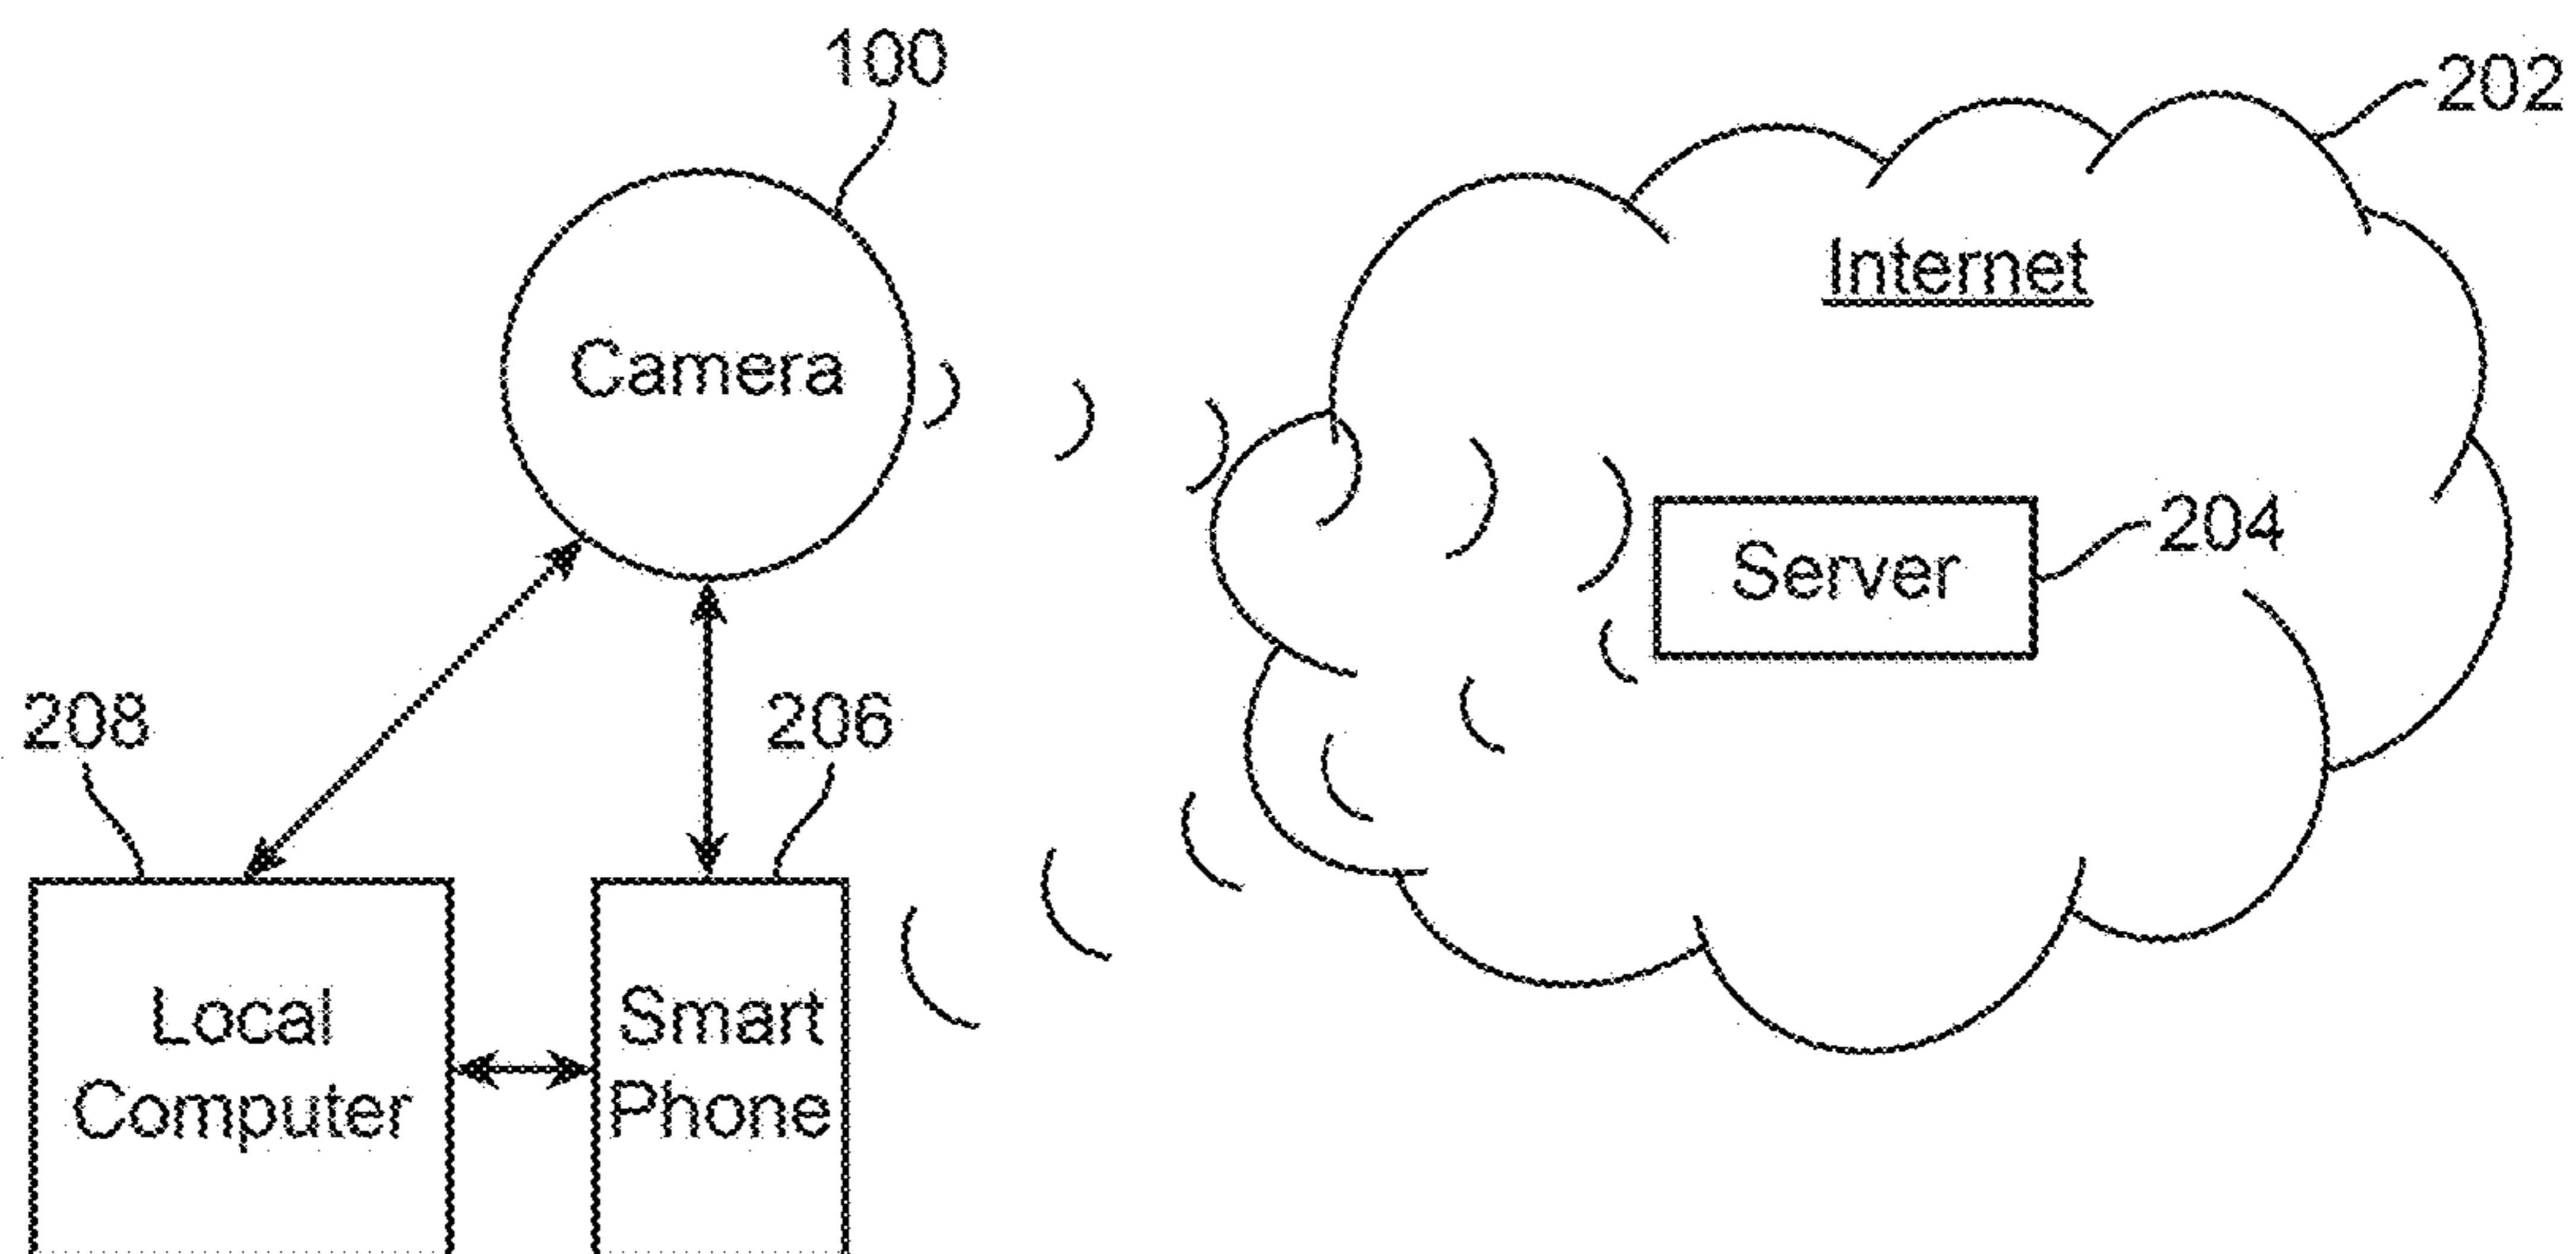 100
202
Internet
Camera
Server
204
208
206
Local
Computer
Smart
Phone